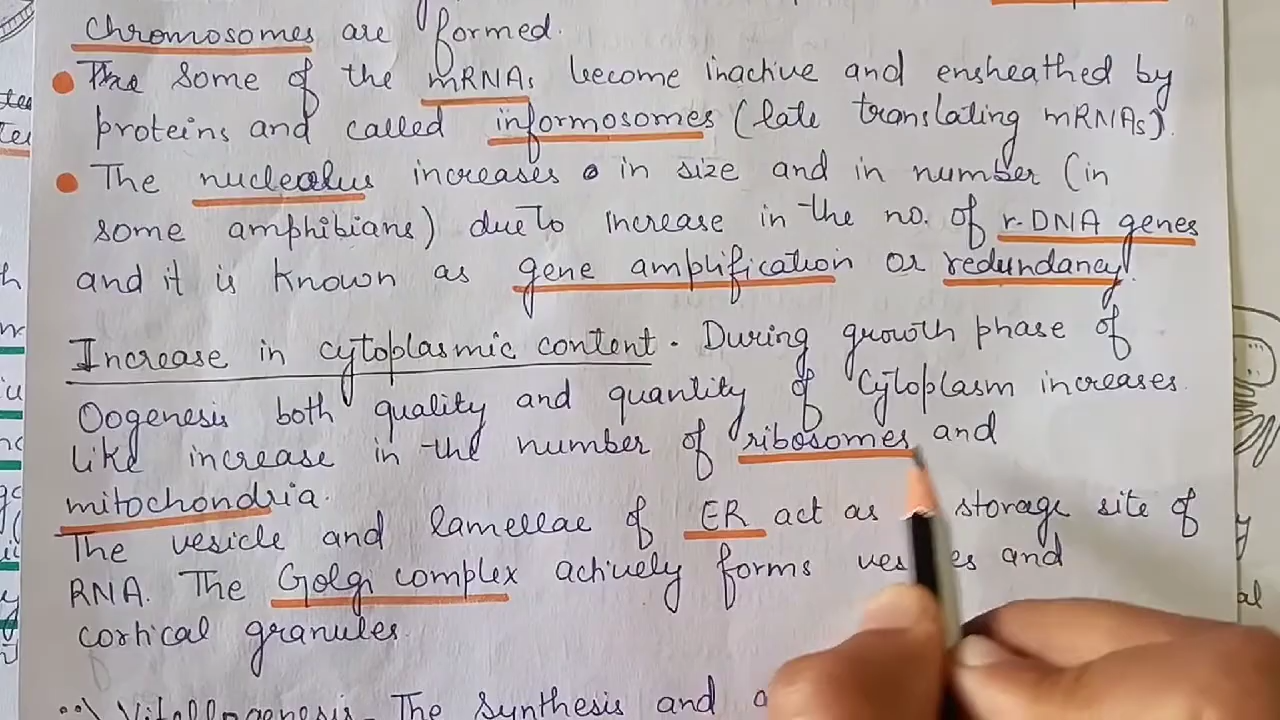 Chromosomes are formed.
The some of the mRNAs become inactive and ensheathed by
proteins and called informosomes (late translating mRNAs).
The nucleolus increases in size and in number (in
some amphibians) due to increase in the no. of r-DNA genes
and it is known as gene amplification or redundancy.
Increase in cytoplasmic content. During growth phase of
Oogenesis both quality and quantity of cytoplasm increases.
Like increase in the number of ribosomes and
mitochondria.
The vesicle and lamellae of ER act as storage site of
RNA. The Golgi complex actively forms and
cortical granules.
Vitellogenesis - The synthesis and